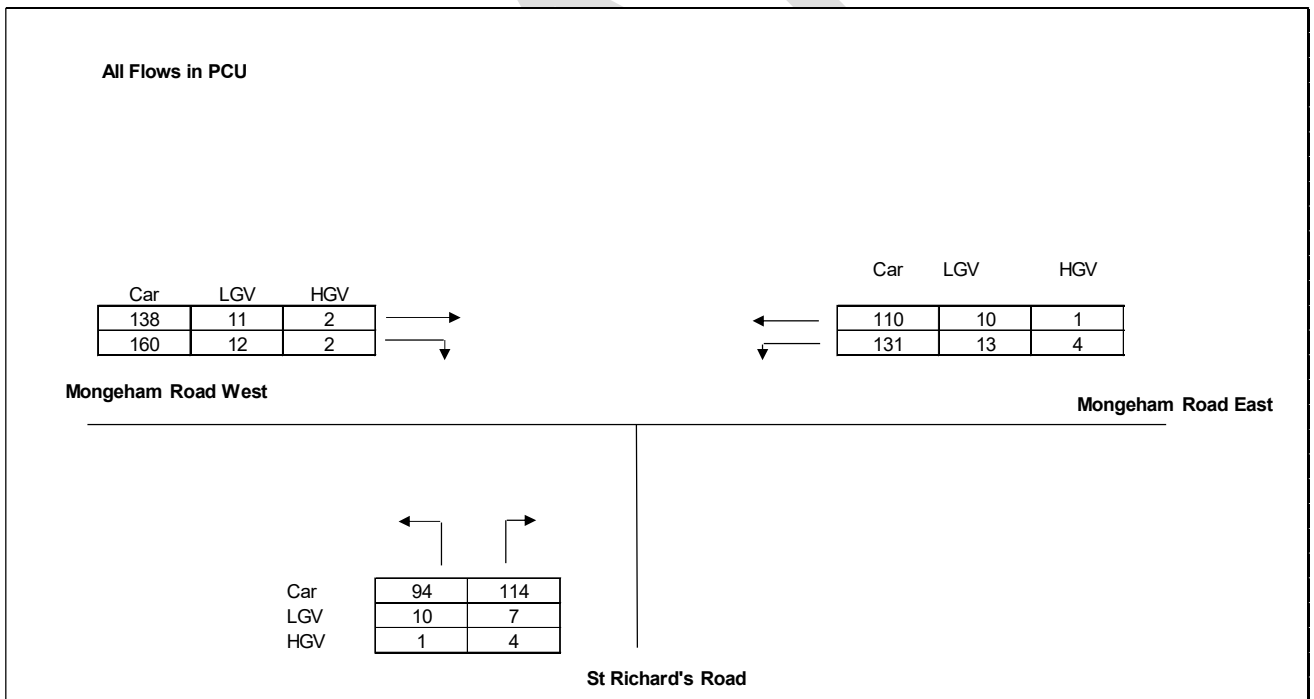 All Flows in PCU
Car LGV HGV
Car LGV HGV
138 11 2
110 10 1
160 12 2
131 13 4
Mongeham Road West
Mongeham Road East
Car 94 114
LGV 10 7
HGV 1 4
St Richard's Road